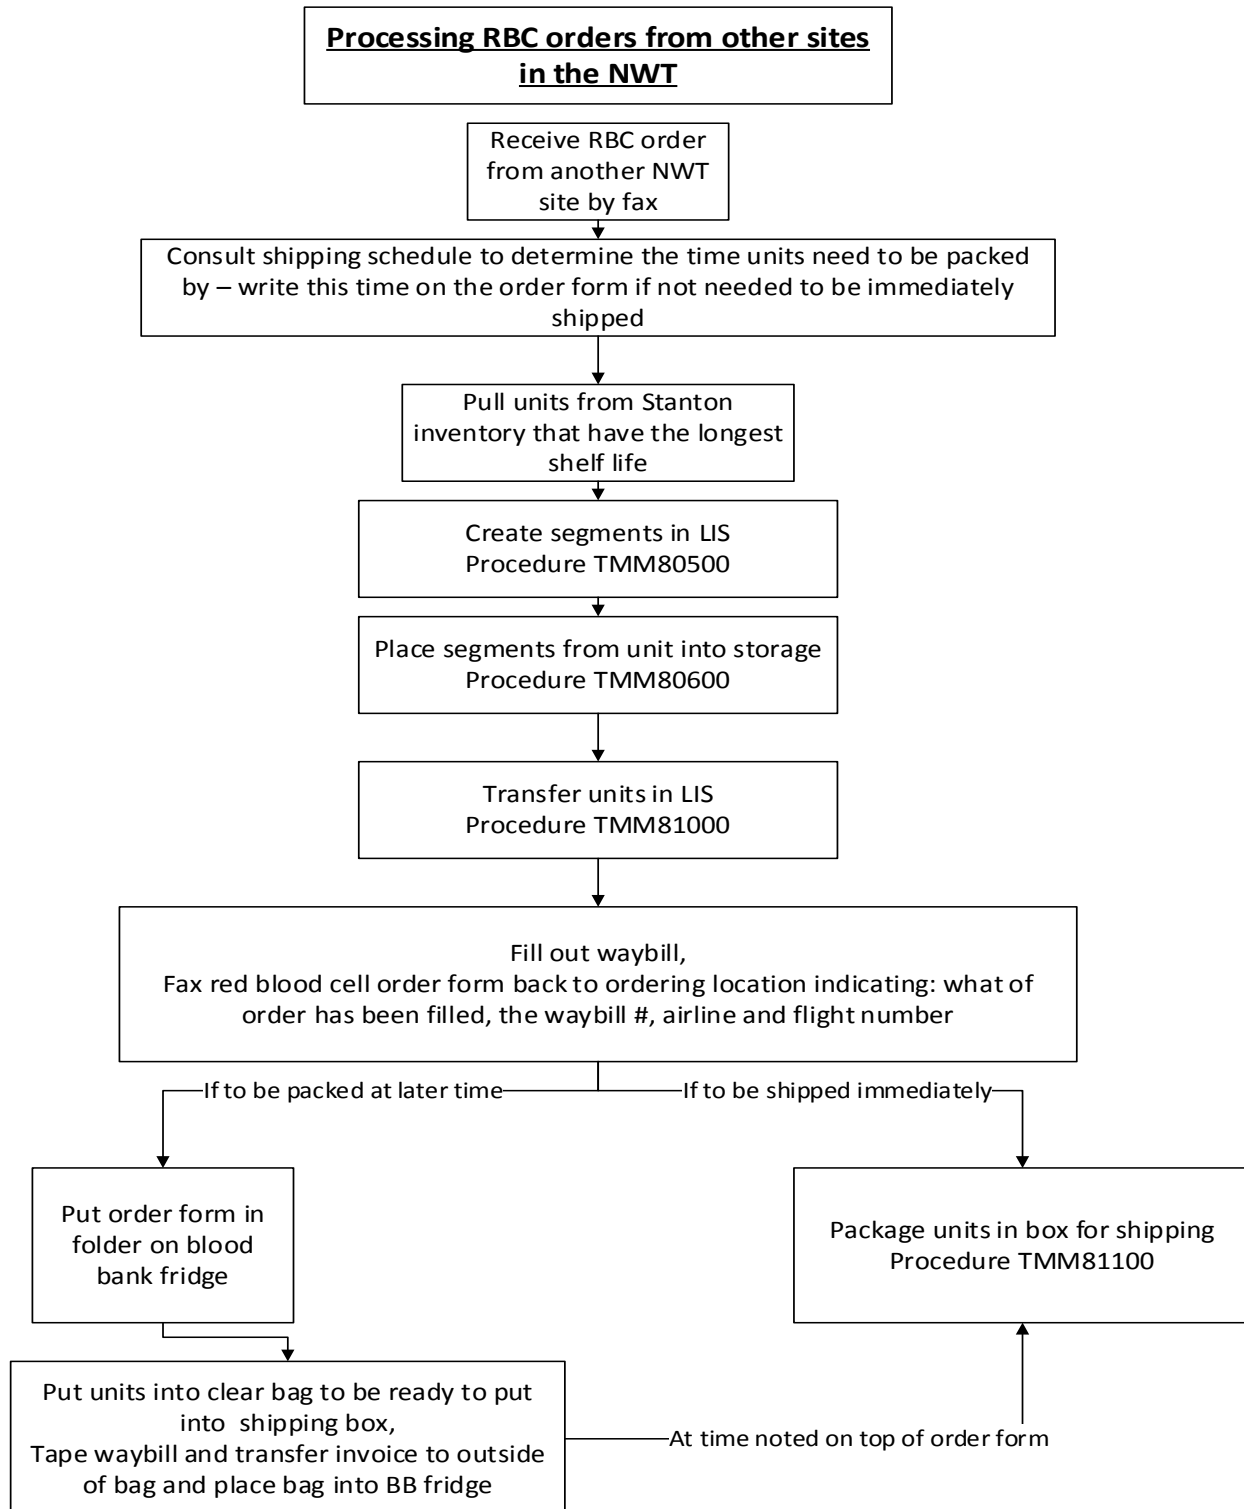 Processing RBC orders from other sites
in the NWT
Receive RBC order
from another NWT
site by fax
Consult shipping schedule to determine the time units need to be packed
by – write this time on the order form if not needed to be immediately
shipped
Pull units from Stanton
inventory that have the longest
shelf life
Create segments in LIS
Procedure TMM80500
Place segments from unit into storage
Procedure TMM80600
Transfer units in LIS
Procedure TMM81000
Fill out waybill,
Fax red blood cell order form back to ordering location indicating: what of
order has been filled, the waybill #, airline and flight number
If to be packed at later time
If to be shipped immediately
Put order form in
folder on blood
bank fridge
Package units in box for shipping
Procedure TMM81100
Put units into clear bag to be ready to put
into shipping box,
Tape waybill and transfer invoice to outside
of bag and place bag into BB fridge
At time noted on top of order form